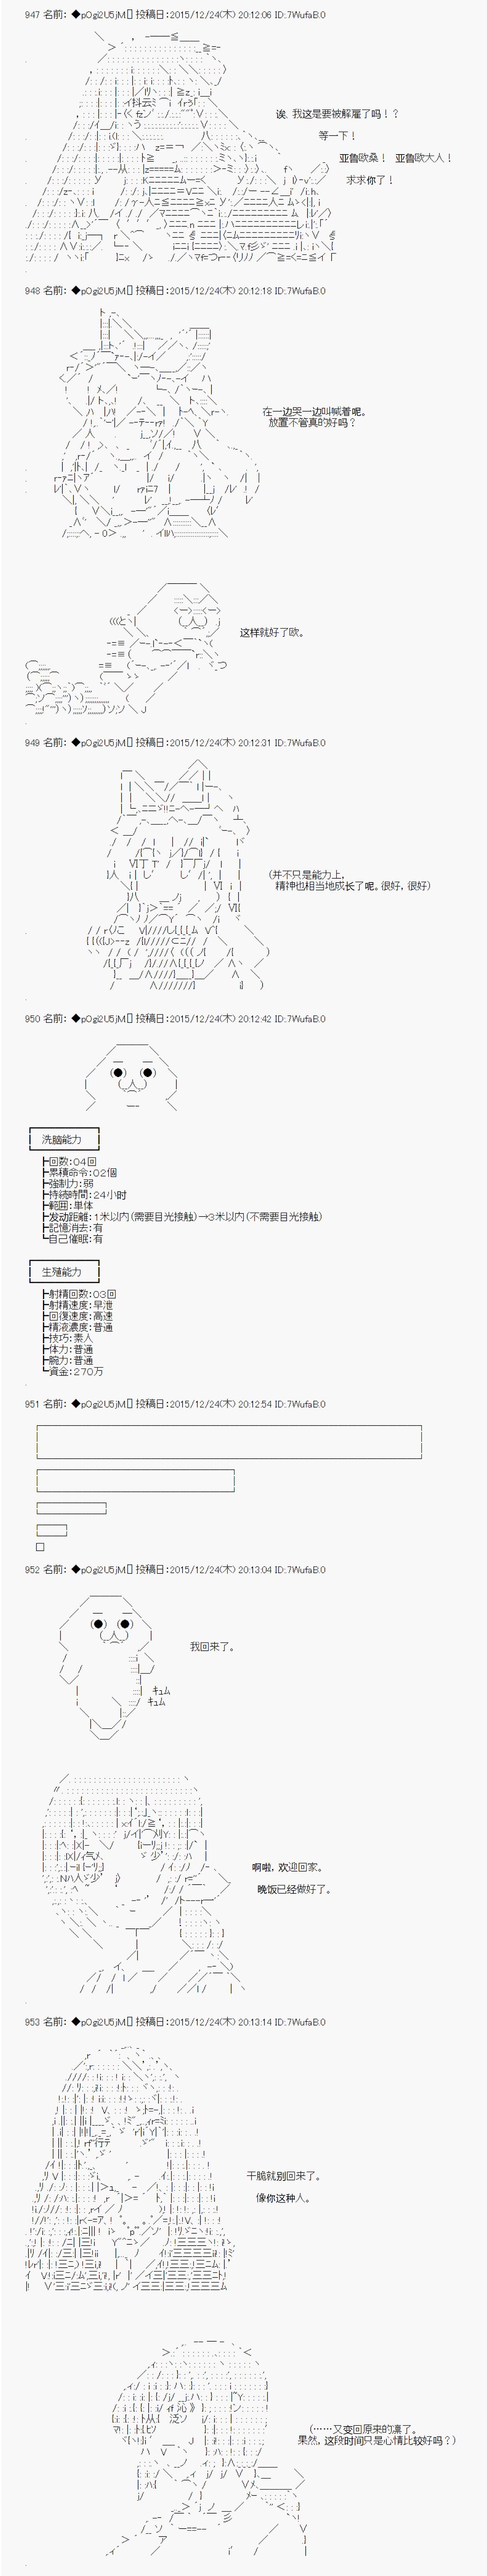 947 名前：◆pOgi2U5jM.[] 投稿日：2015/12/24(木) 20:12:06 ID:.7WufaB.0
诶、我这是要被解雇了吗！？
等一下！
亚鲁欧桑！ 亚鲁欧大人！
求求你了！
948 名前：◆pOgi2U5jM.[] 投稿日：2015/12/24(木) 20:12:18 ID:.7WufaB.0
在一边哭一边叫喊着呢。
放置不管真的好吗？
这样就好了欧。
949 名前：◆pOgi2U5jM.[] 投稿日：2015/12/24(木) 20:12:31 ID:.7WufaB.0
（并不只是能力上，
精神也相当地成长了呢。很好，很好）
950 名前：◆pOgi2U5jM.[] 投稿日：2015/12/24(木) 20:12:42 ID:.7WufaB.0
洗脑能力
┣回数：０４回
┣累積命令：０２個
┣強制力：弱
┣持続時間：２４小时
┣範囲：単体
┣发动距離：１米以内（需要目光接触）→３米以内（不需要目光接触）
┣記憶消去：有
┗自己催眠：有
生殖能力
┣射精回数：０３回
┣射精速度：早泄
┣回復速度：高速
┣精液濃度：普通
┣技巧：素人
┣体力：普通
┣腕力：普通
┗資金：２７０万
951 名前：◆pOgi2U5jM.[] 投稿日：2015/12/24(木) 20:12:54 ID:.7WufaB.0
952 名前：◆pOgi2U5jM.[] 投稿日：2015/12/24(木) 20:13:04 ID:.7WufaB.0
我回来了。
ｷｭﾑ
ｷｭﾑ
啊啦，欢迎回家。
晚饭已经做好了。
953 名前：◆pOgi2U5jM.[] 投稿日：2015/12/24(木) 20:13:14 ID:.7WufaB.0
干脆就别回来了。
像你这种人。
（……又变回原来的凛了。
果然，这段时间只是心情比较好吗？）